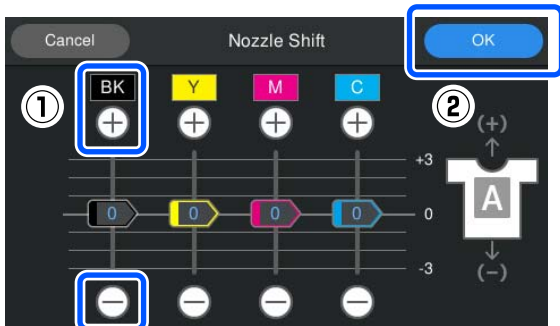 Cancel Nozzle Shift OK
① BK Y M C ②
+ + + + (+)
+3
0 0 0 0 0 A
-3
(−)
− − − −